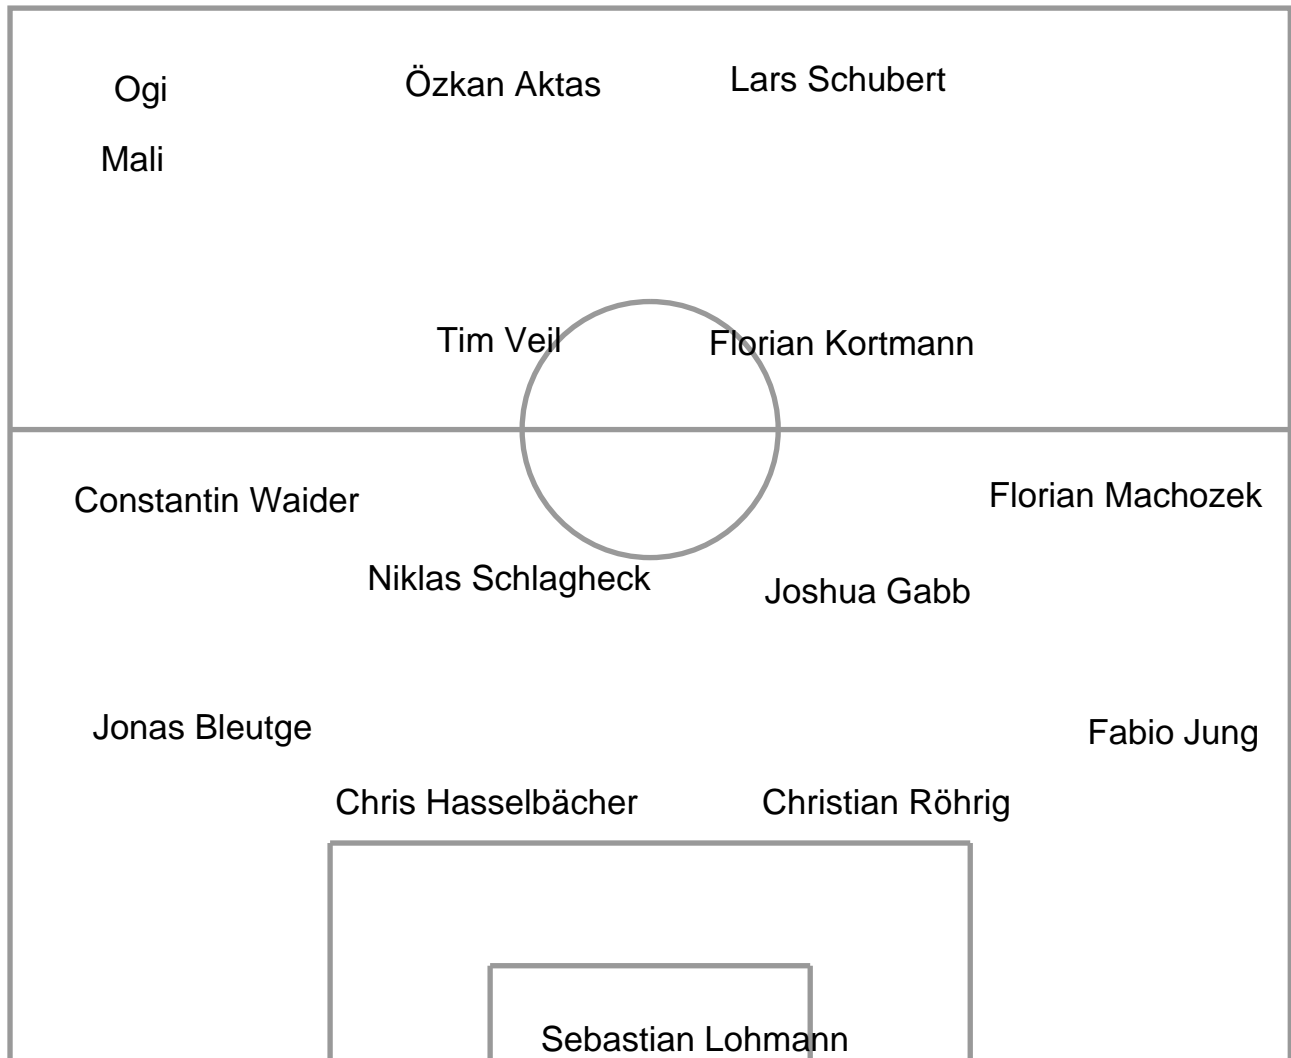 Ogi
Özkan Aktas
Lars Schubert
Mali
Tim Veil
Florian Kortmann
Constantin Waider
Florian Machozek
Niklas Schlagheck
Joshua Gabb
Jonas Bleutge
Fabio Jung
Chris Hasselbächer
Christian Röhrig
Sebastian Lohmann